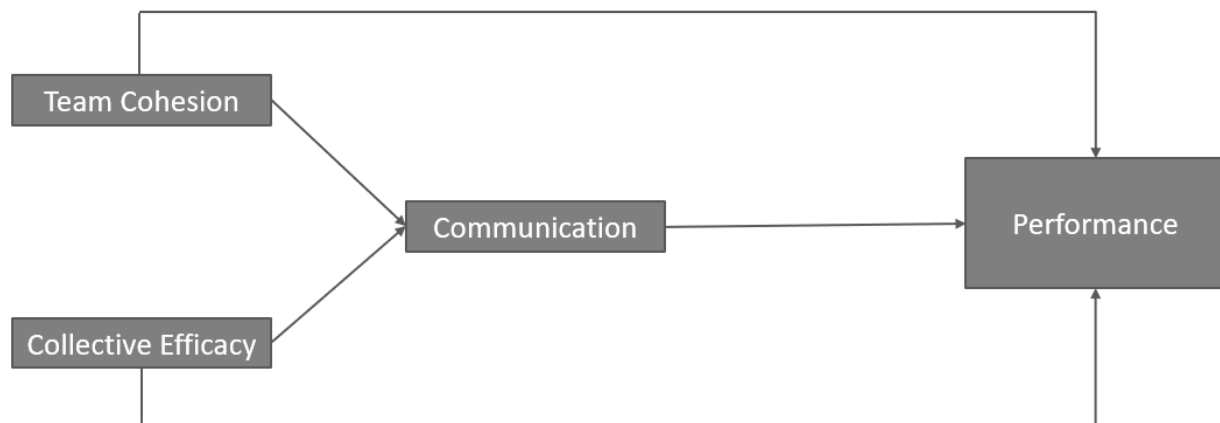 Team Cohesion
Communication
Performance
Collective Efficacy